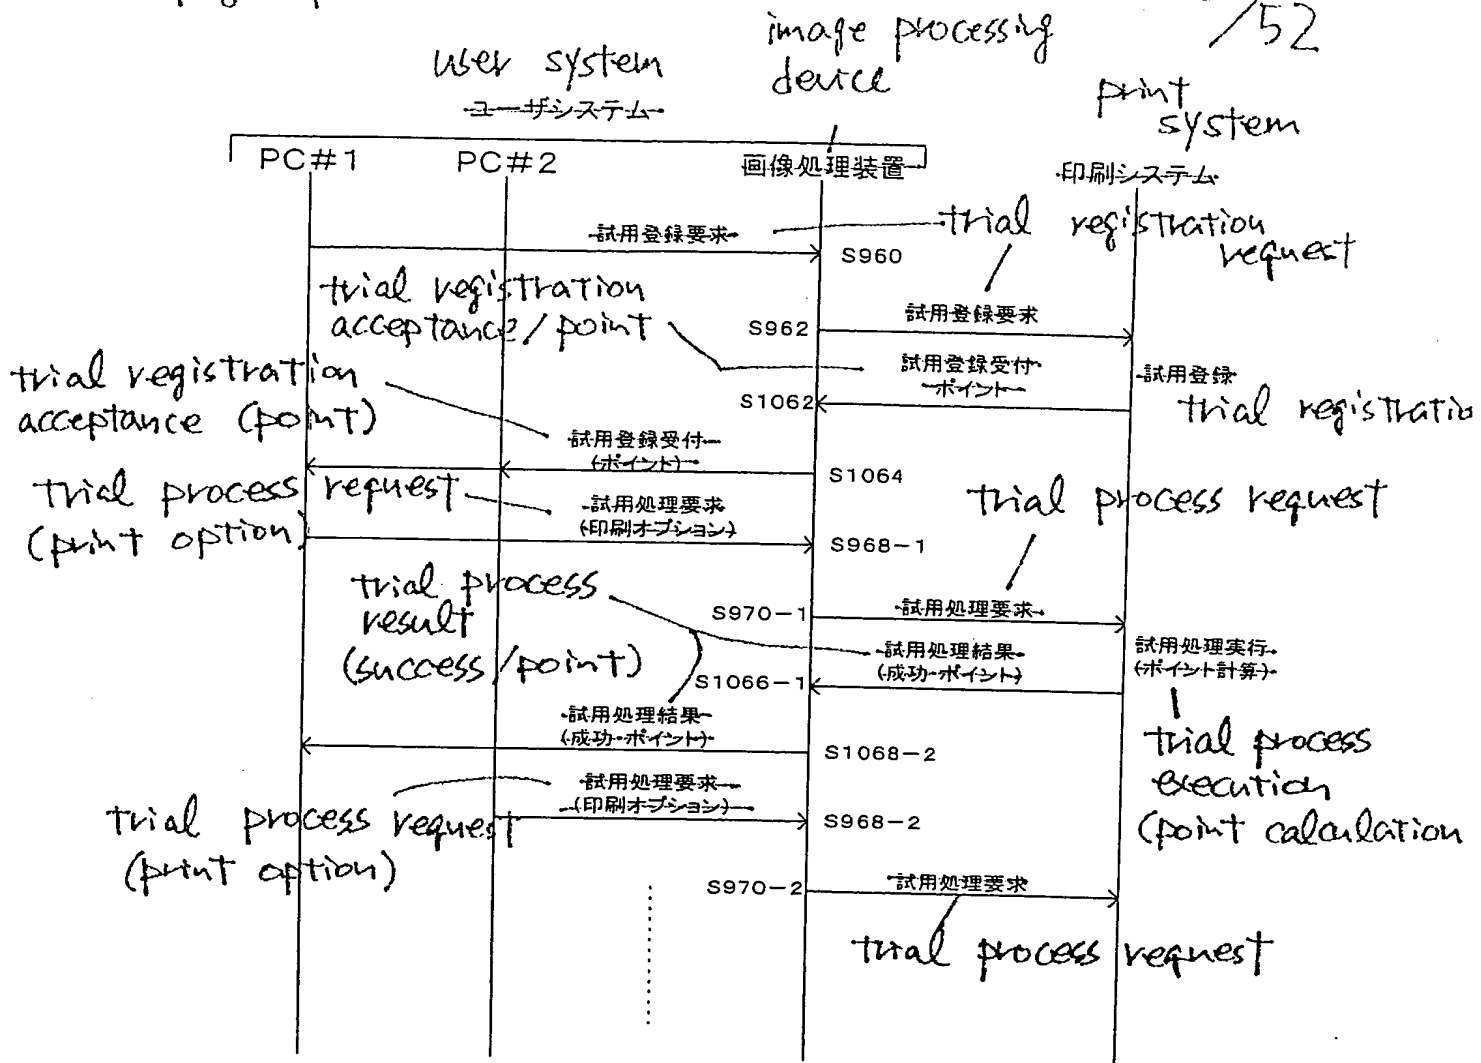 /52
image processing
device
user system
ユーザシステム
print
system
PC#1 PC#2 画像処理装置 印刷システム
試用登録要求
trial registration
request
S960
trial registration
acceptance/point
S962
試用登録要求
trial registration
acceptance (point)
試用登録受付
ポイント
S1062
試用登録
trial registratio
試用登録受付
(ポイント)
S1064
trial process request
(print option)
試用処理要求
(印刷オプション)
S968-1
trial process request
trial process
result
(success/point)
S970-1
試用処理要求
試用処理結果
(成功・ポイント)
S1066-1
試用処理実行
(ポイント計算)
試用処理結果
(成功・ポイント)
S1068-2
trial process
execution
(point calculation
試用処理要求
(印刷オプション)
S968-2
trial process request
(print option)
S970-2
試用処理要求
trial process request